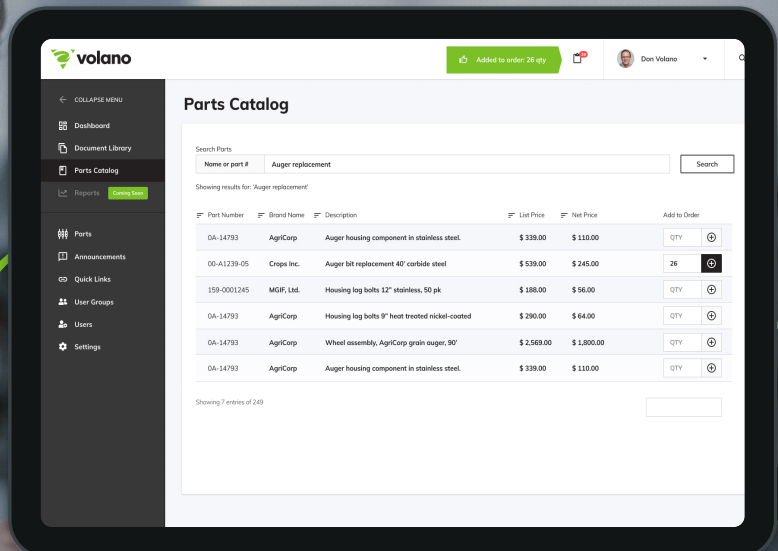 volano
Added to order: 26 qty
Don Volano
COLLAPSE MENU
Dashboard
Document Library
Parts Catalog
Reports Coming Soon
Parts
Announcements
Quick Links
User Groups
Users
Settings
Parts Catalog
Search Parts
Name or part # Auger replacement Search
Showing results for: 'Auger replacement'
Part Number Brand Name Description List Price Net Price Add to Order
0A-14793 AgriCorp Auger housing component in stainless steel. $ 339.00 $ 110.00 QTY
00-A1239-05 Crops Inc. Auger bit replacement 40' carbide steel $ 539.00 $ 245.00 26
159-0001245 MGIF, Ltd. Housing lag bolts 12" stainless, 50 pk $ 188.00 $ 56.00 QTY
0A-14793 AgriCorp Housing lag bolts 9" heat treated nickel-coated $ 290.00 $ 64.00 QTY
0A-14793 AgriCorp Wheel assembly, AgriCorp grain auger, 90' $ 2,569.00 $ 1,800.00 QTY
0A-14793 AgriCorp Auger housing component in stainless steel. $ 339.00 $ 110.00 QTY
Showing 7 entries of 249